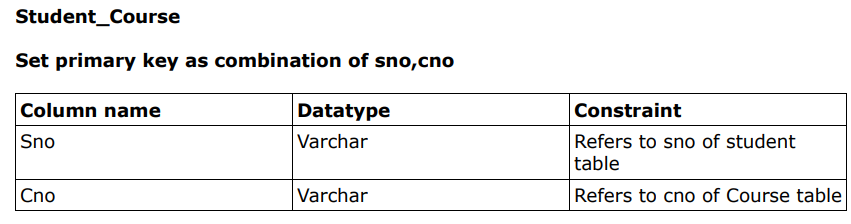 Student_Course
Set primary key as combination of sno,cno
Column name Datatype Constraint
Sno Varchar Refers to sno of student
table
Cno Varchar Refers to cno of Course table